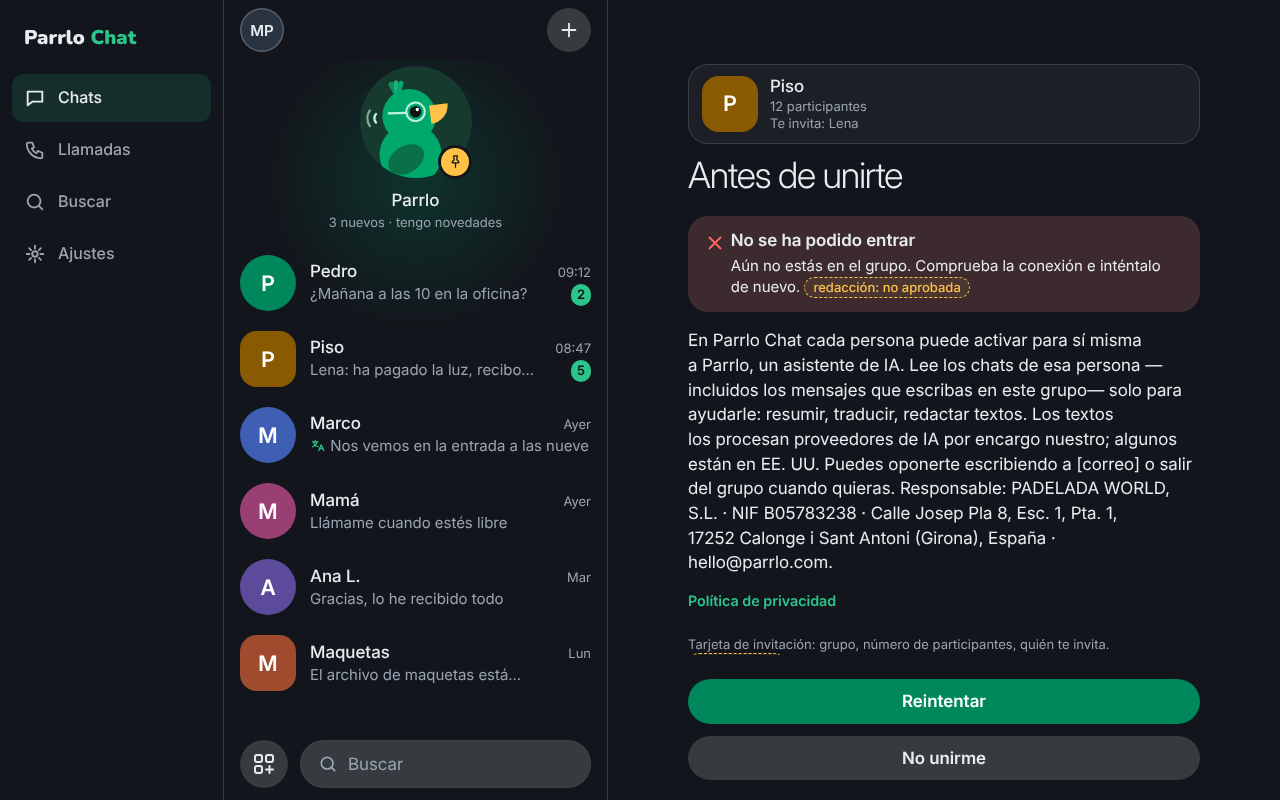 Parrlo Chat
Chats
Llamadas
Buscar
Ajustes
MP
Parrlo
3 nuevos · tengo novedades
P
Pedro
09:12
¿Mañana a las 10 en la oficina?
2
P
Piso
08:47
Lena: ha pagado la luz, recibo...
5
M
Marco
Ayer
Nos vemos en la entrada a las nueve
M
Mamá
Ayer
Llámame cuando estés libre
A
Ana L.
Mar
Gracias, lo he recibido todo
M
Maquetas
Lun
El archivo de maquetas está...
Buscar
P
Piso
12 participantes
Te invita: Lena
Antes de unirte
No se ha podido entrar
Aún no estás en el grupo. Comprueba la conexión e inténtalo
de nuevo. redacción: no aprobada
En Parrlo Chat cada persona puede activar para sí misma
a Parrlo, un asistente de IA. Lee los chats de esa persona —
incluidos los mensajes que escribas en este grupo— solo para
ayudarle: resumir, traducir, redactar textos. Los textos
los procesan proveedores de IA por encargo nuestro; algunos
están en EE. UU. Puedes oponerte escribiendo a [correo] o salir
del grupo cuando quieras. Responsable: PADELADA WORLD,
S.L. · NIF B05783238 · Calle Josep Pla 8, Esc. 1, Pta. 1,
17252 Calonge i Sant Antoni (Girona), España ·
hello@parrlo.com.
Política de privacidad
Tarjeta de invitación: grupo, número de participantes, quién te invita.
Reintentar
No unirme